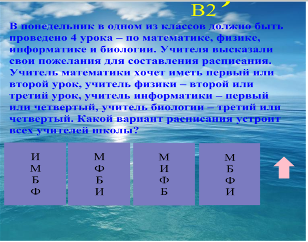 В2
В понедельник в одном из классов должно быть
проведено 4 урока – по математике, физике,
информатике и биологии. Учителя высказали
свои пожелания для составления расписания.
Учитель математики хочет иметь первый или
второй урок, учитель физики – второй или
третий урок, учитель информатики – первый
или четвертый, учитель биологии – третий или
четвертый. Какой вариант расписания устроит
всех учителей школы?
И М М М
М Ф И Б
Б Б Ф Ф
Ф И Б И